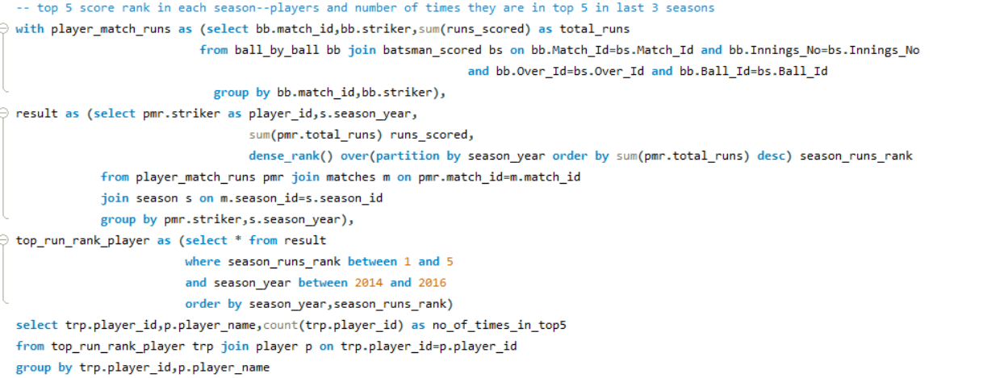 -- top 5 score rank in each season--players and number of times they are in top 5 in last 3 seasons
with player_match_runs as (select bb.match_id,bb.striker,sum(runs_scored) as total_runs
from ball_by_ball bb join batsman_scored bs on bb.Match_Id=bs.Match_Id and bb.Innings_No=bs.Innings_No
and bb.Over_Id=bs.Over_Id and bb.Ball_Id=bs.Ball_Id
group by bb.match_id,bb.striker),
result as (select pmr.striker as player_id,s.season_year,
sum(pmr.total_runs) runs_scored,
dense_rank() over(partition by season_year order by sum(pmr.total_runs) desc) season_runs_rank
from player_match_runs pmr join matches m on pmr.match_id=m.match_id
join season s on m.season_id=s.season_id
group by pmr.striker,s.season_year),
top_run_rank_player as (select * from result
where season_runs_rank between 1 and 5
and season_year between 2014 and 2016
order by season_year,season_runs_rank)
select trp.player_id,p.player_name,count(trp.player_id) as no_of_times_in_top5
from top_run_rank_player trp join player p on trp.player_id=p.player_id
group by trp.player_id,p.player_name